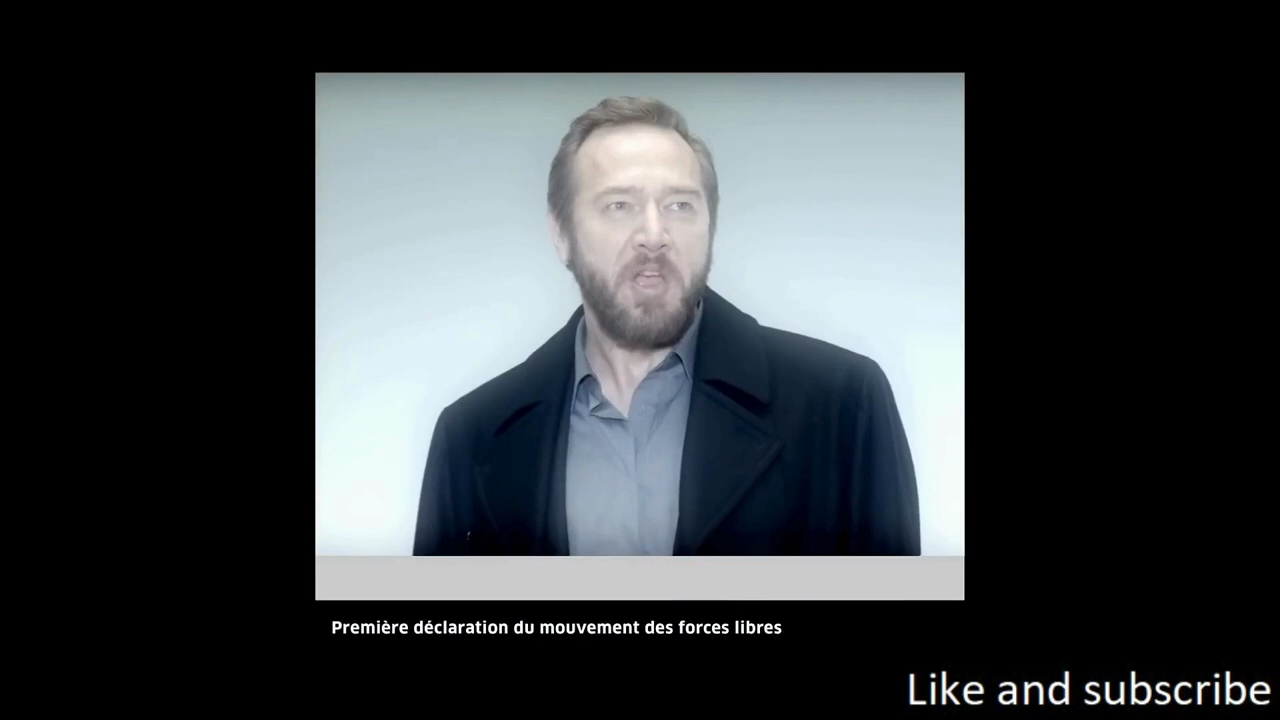 Première déclaration du mouvement des forces libres
Like and subscribe